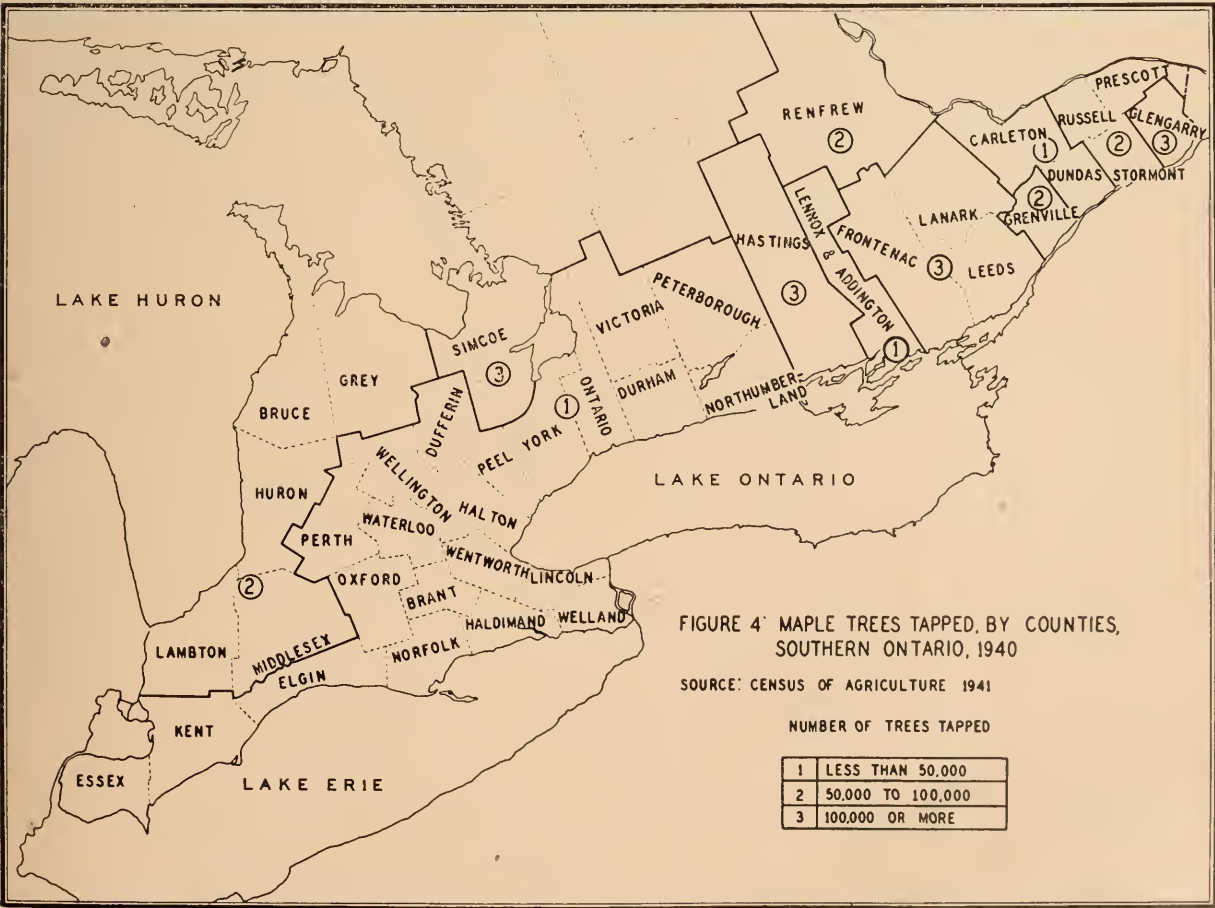 RENFREW
2
PRESCOTT
RUSSELL
GLENGARRY
2
3
CARLETON
1
DUNDAS
STORMONT
2
GRENVILLE
LANARK
LENNOX & ADDINGTON
1
FRONTENAC
3
LEEDS
HASTINGS
3
LAKE HURON
PETERBOROUGH
VICTORIA
SIMCOE
3
GREY
BRUCE
DUFFERIN
1
ONTARIO
DURHAM
NORTHUMBER-
LAND
PEEL
YORK
WELLINGTON
HALTON
LAKE ONTARIO
HURON
PERTH
WATERLOO
WENTWORTH
LINCOLN
OXFORD
BRANT
2
HALDIMAND
WELLAND
LAMBTON
MIDDLESEX
NORFOLK
ELGIN
KENT
ESSEX
LAKE ERIE
FIGURE 4' MAPLE TREES TAPPED, BY COUNTIES,
SOUTHERN ONTARIO, 1940
SOURCE: CENSUS OF AGRICULTURE 1941
NUMBER OF TREES TAPPED
1 LESS THAN 50,000
2 50,000 TO 100,000
3 100,000 OR MORE